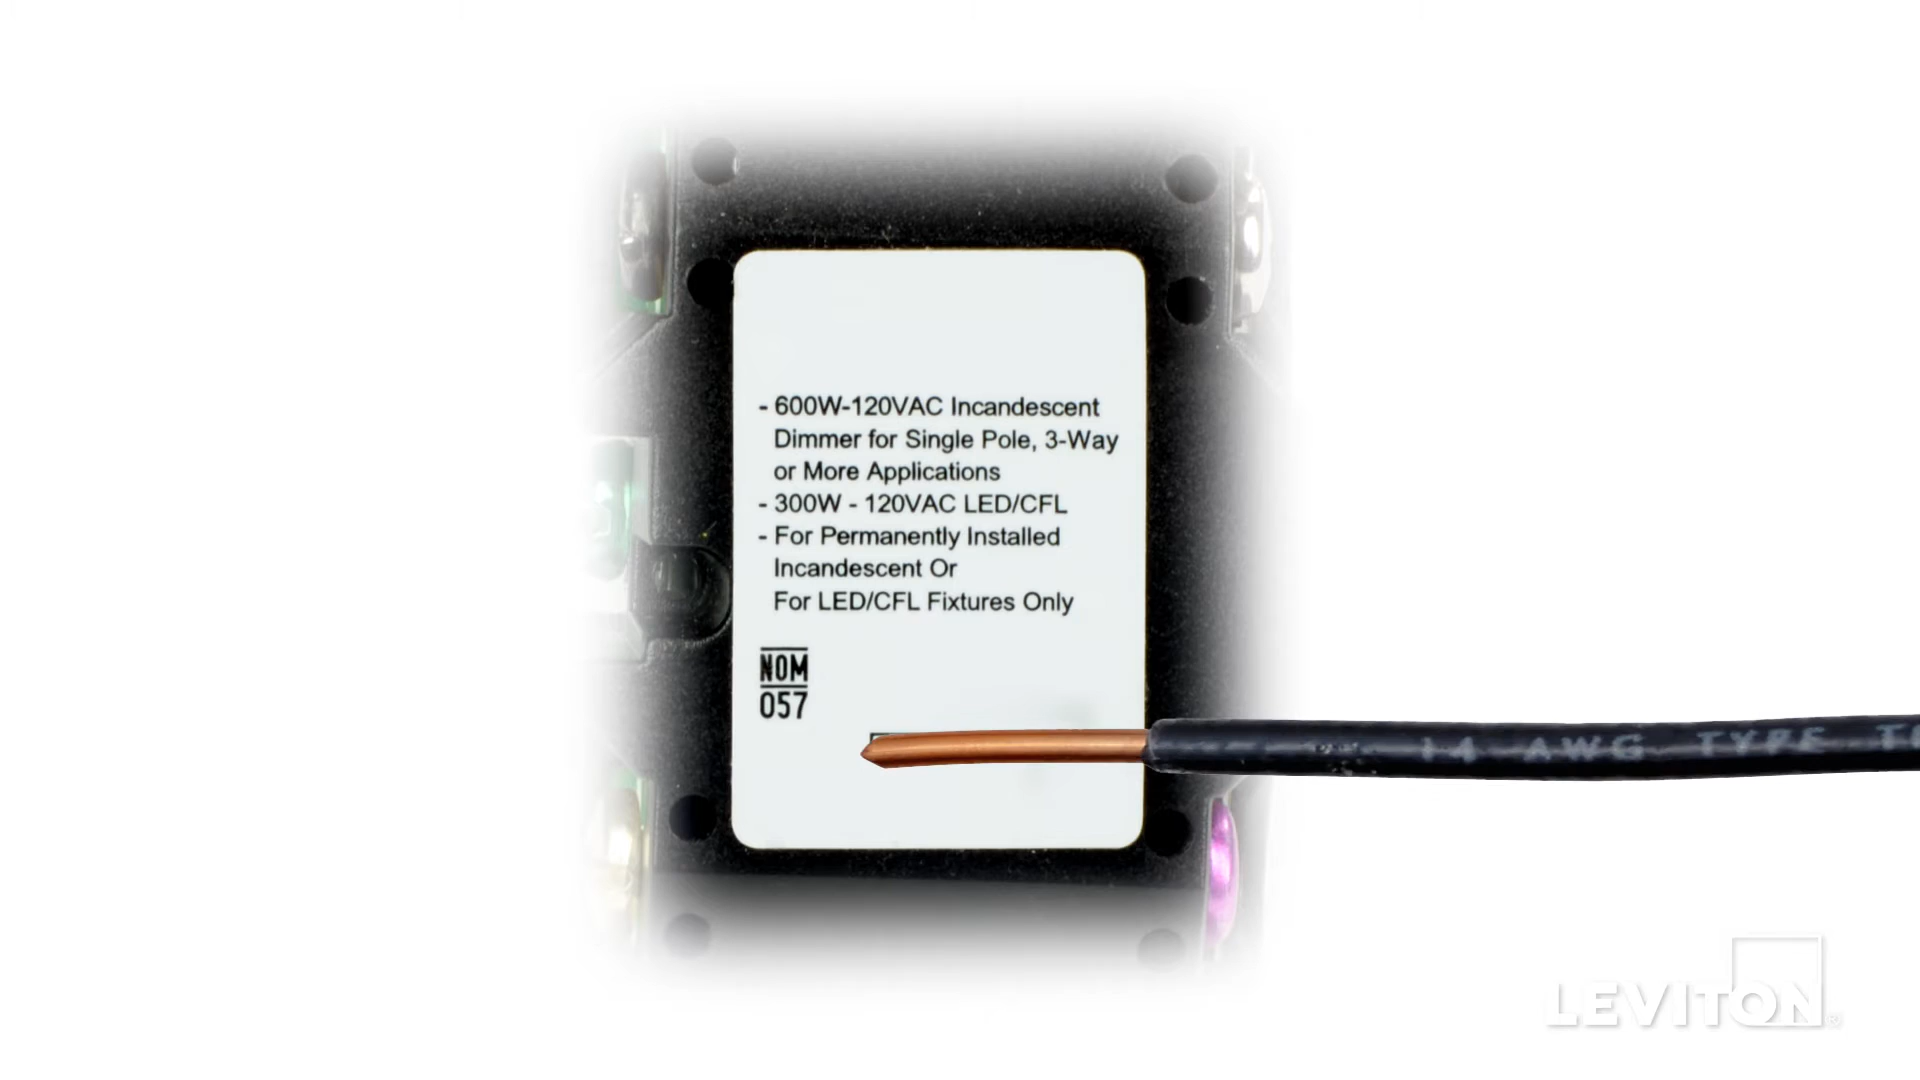 - 600W-120VAC Incandescent
Dimmer for Single Pole, 3-Way
or More Applications
- 300W - 120VAC LED/CFL
- For Permanently Installed
Incandescent Or
For LED/CFL Fixtures Only
NOM
057
14 AWG TYPE
LEVITON®